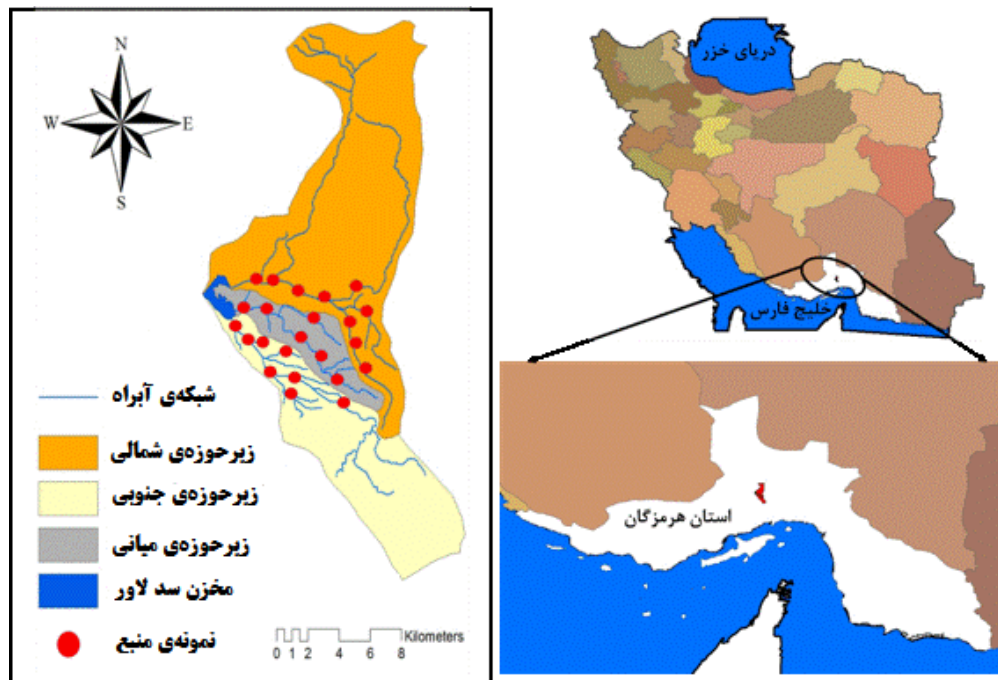 N
W E
S
شبکه‌ی آبراه
زیرحوزه‌ی شمالی
زیرحوزه‌ی جنوبی
زیرحوزه‌ی میانی
مخزن سد لاور
نمونه‌ی منبع
Kilometers
0 1 2 4 6 8
دریای خزر
خلیج فارس
استان هرمزگان